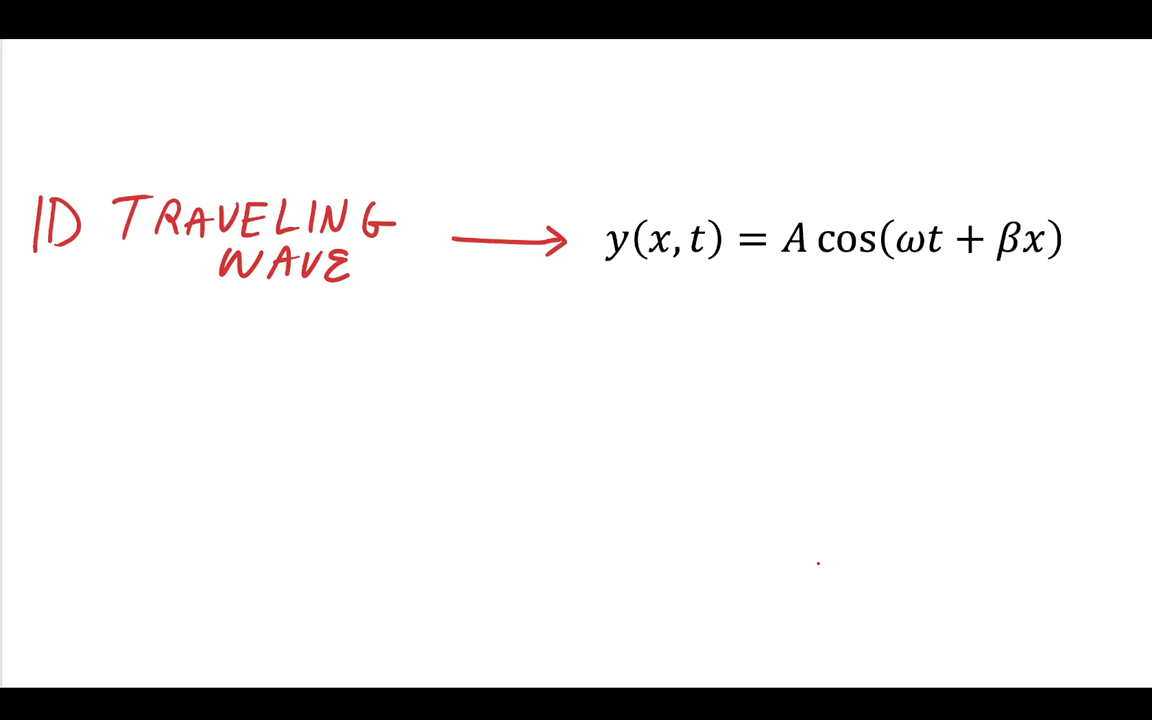 1D TRAVELING
WAVE
y(x, t) = A cos(ωt + βx)